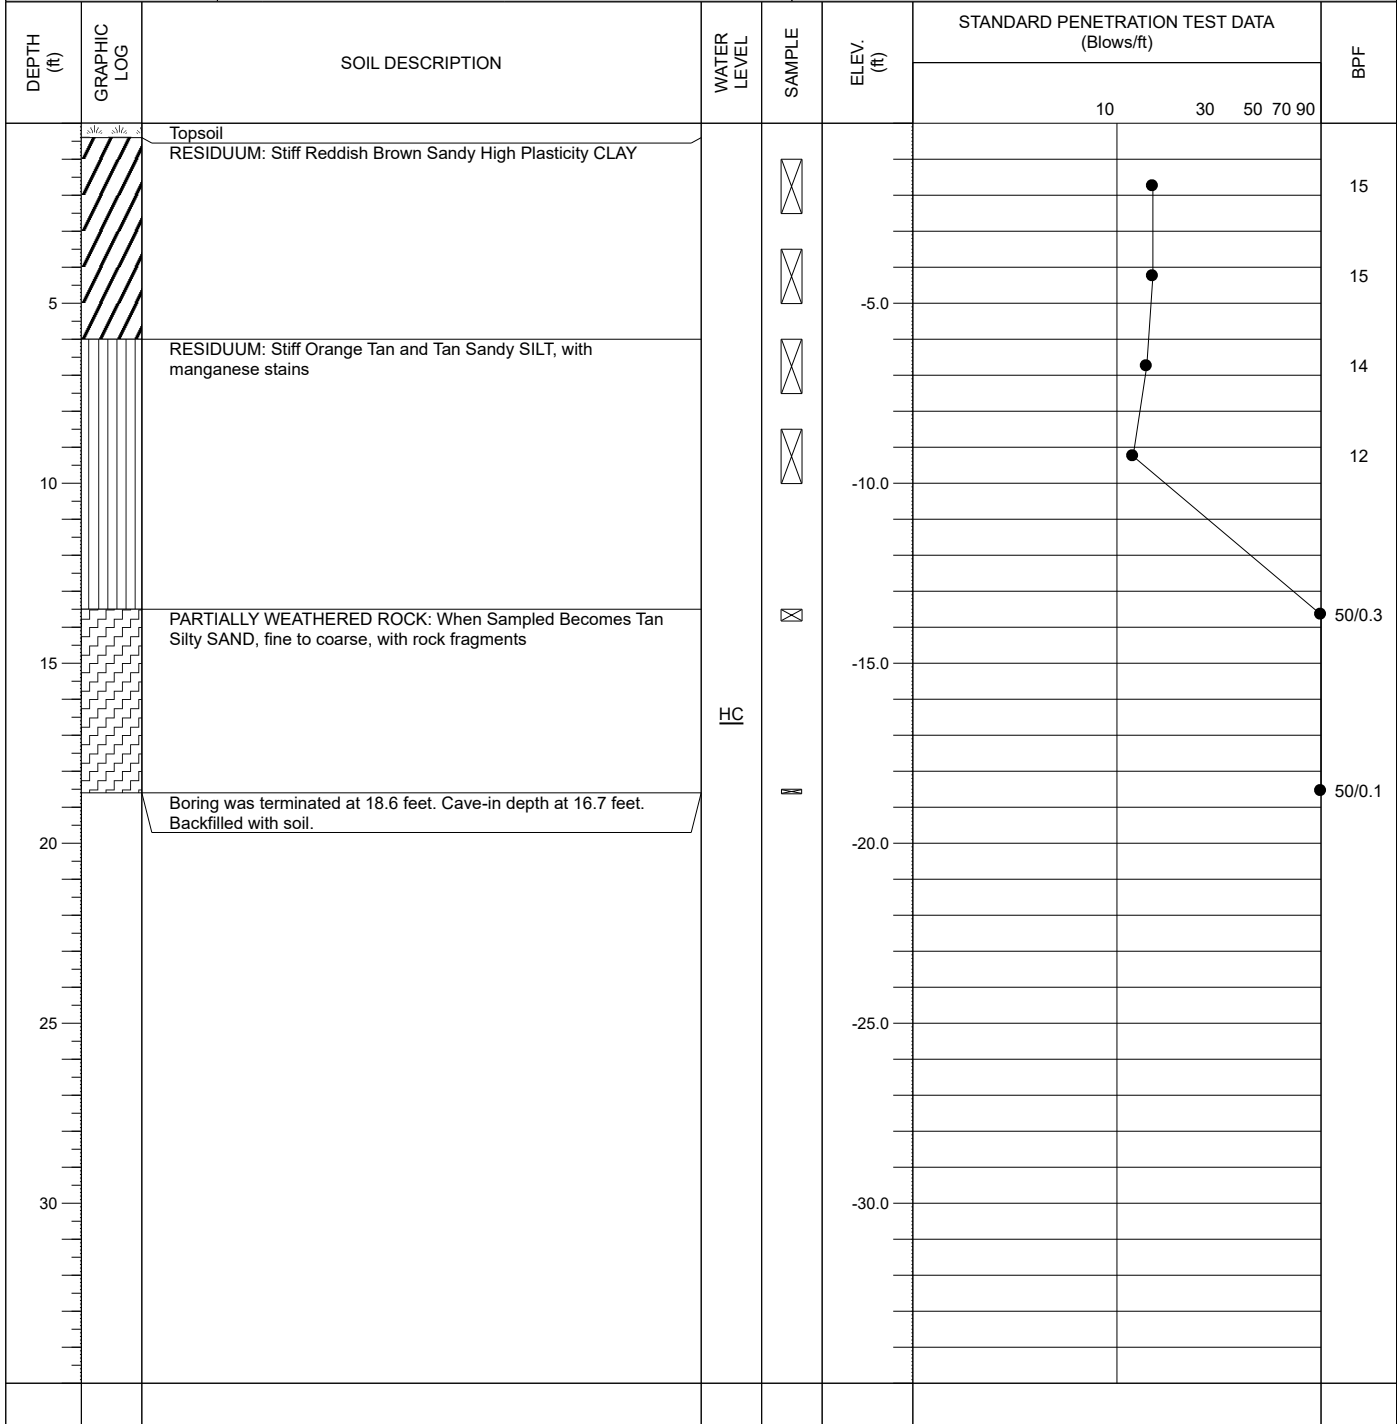 DEPTH
(ft)
GRAPHIC
LOG
SOIL DESCRIPTION
WATER
LEVEL
SAMPLE
ELEV.
(ft)
STANDARD PENETRATION TEST DATA
(Blows/ft)
BPF
10 30 50 70 90
Topsoil
RESIDUUM: Stiff Reddish Brown Sandy High Plasticity CLAY
15
15
5 -5.0
RESIDUUM: Stiff Orange Tan and Tan Sandy SILT, with
manganese stains
14
12
10 -10.0
PARTIALLY WEATHERED ROCK: When Sampled Becomes Tan
Silty SAND, fine to coarse, with rock fragments
50/0.3
15 -15.0
HC
50/0.1
Boring was terminated at 18.6 feet. Cave-in depth at 16.7 feet.
Backfilled with soil.
20 -20.0
25 -25.0
30 -30.0